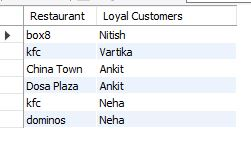 Restaurant Loyal Customers
box8 Nitish
kfc Vartika
China Town Ankit
Dosa Plaza Ankit
kfc Neha
dominos Neha